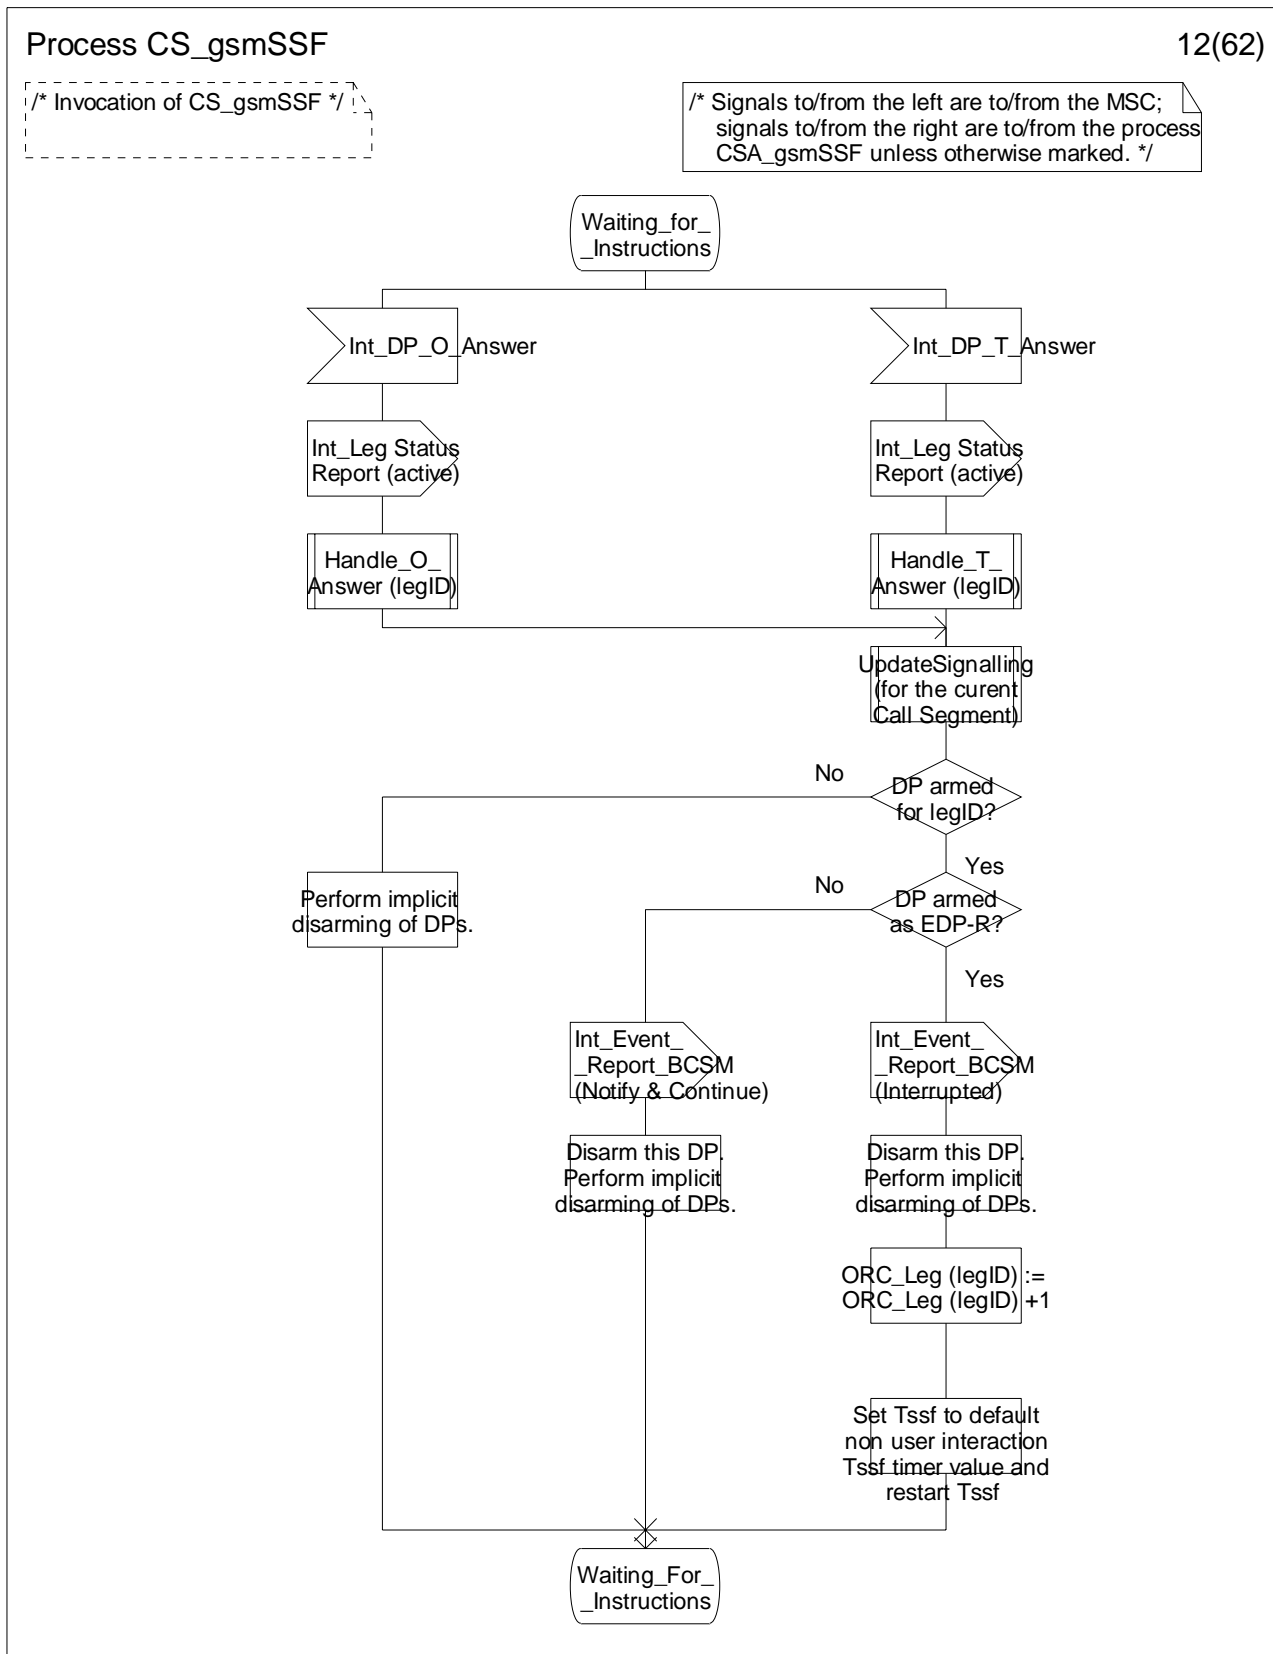 Process CS_gsmSSF
12(62)
/* Invocation of CS_gsmSSF */
/* Signals to/from the left are to/from the MSC;
signals to/from the right are to/from the process
CSA_gsmSSF unless otherwise marked. */
Waiting_for_
_Instructions
Int_DP_O_Answer
Int_DP_T_Answer
Int_Leg Status
Report (active)
Int_Leg Status
Report (active)
Handle_O_
Answer (legID)
Handle_T_
Answer (legID)
UpdateSignalling
(for the curent
Call Segment)
No
DP armed
for legID?
Yes
Perform implicit
disarming of DPs.
No
DP armed
as EDP-R?
Yes
Int_Event_
_Report_BCSM
(Notify & Continue)
Int_Event_
_Report_BCSM
(Interrupted)
Disarm this DP.
Perform implicit
disarming of DPs.
Disarm this DP.
Perform implicit
disarming of DPs.
ORC_Leg (legID) :=
ORC_Leg (legID) +1
Set Tssf to default
non user interaction
Tssf timer value and
restart Tssf
Waiting_For_
_Instructions